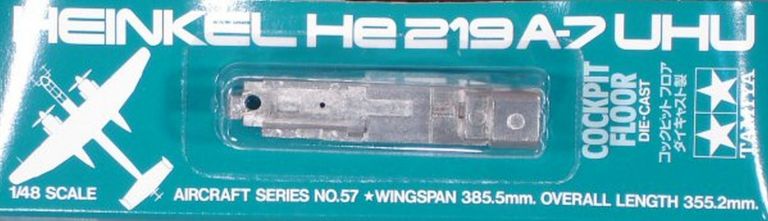 HEINKEL He 219 A-7 UHU
COCKPIT
FLOOR
DIE-CAST
コックピット フロア
ダイキャスト製
TAMIYA
1/48 SCALE
AIRCRAFT SERIES NO.57 ★WINGSPAN 385.5mm. OVERALL LENGTH 355.2mm.